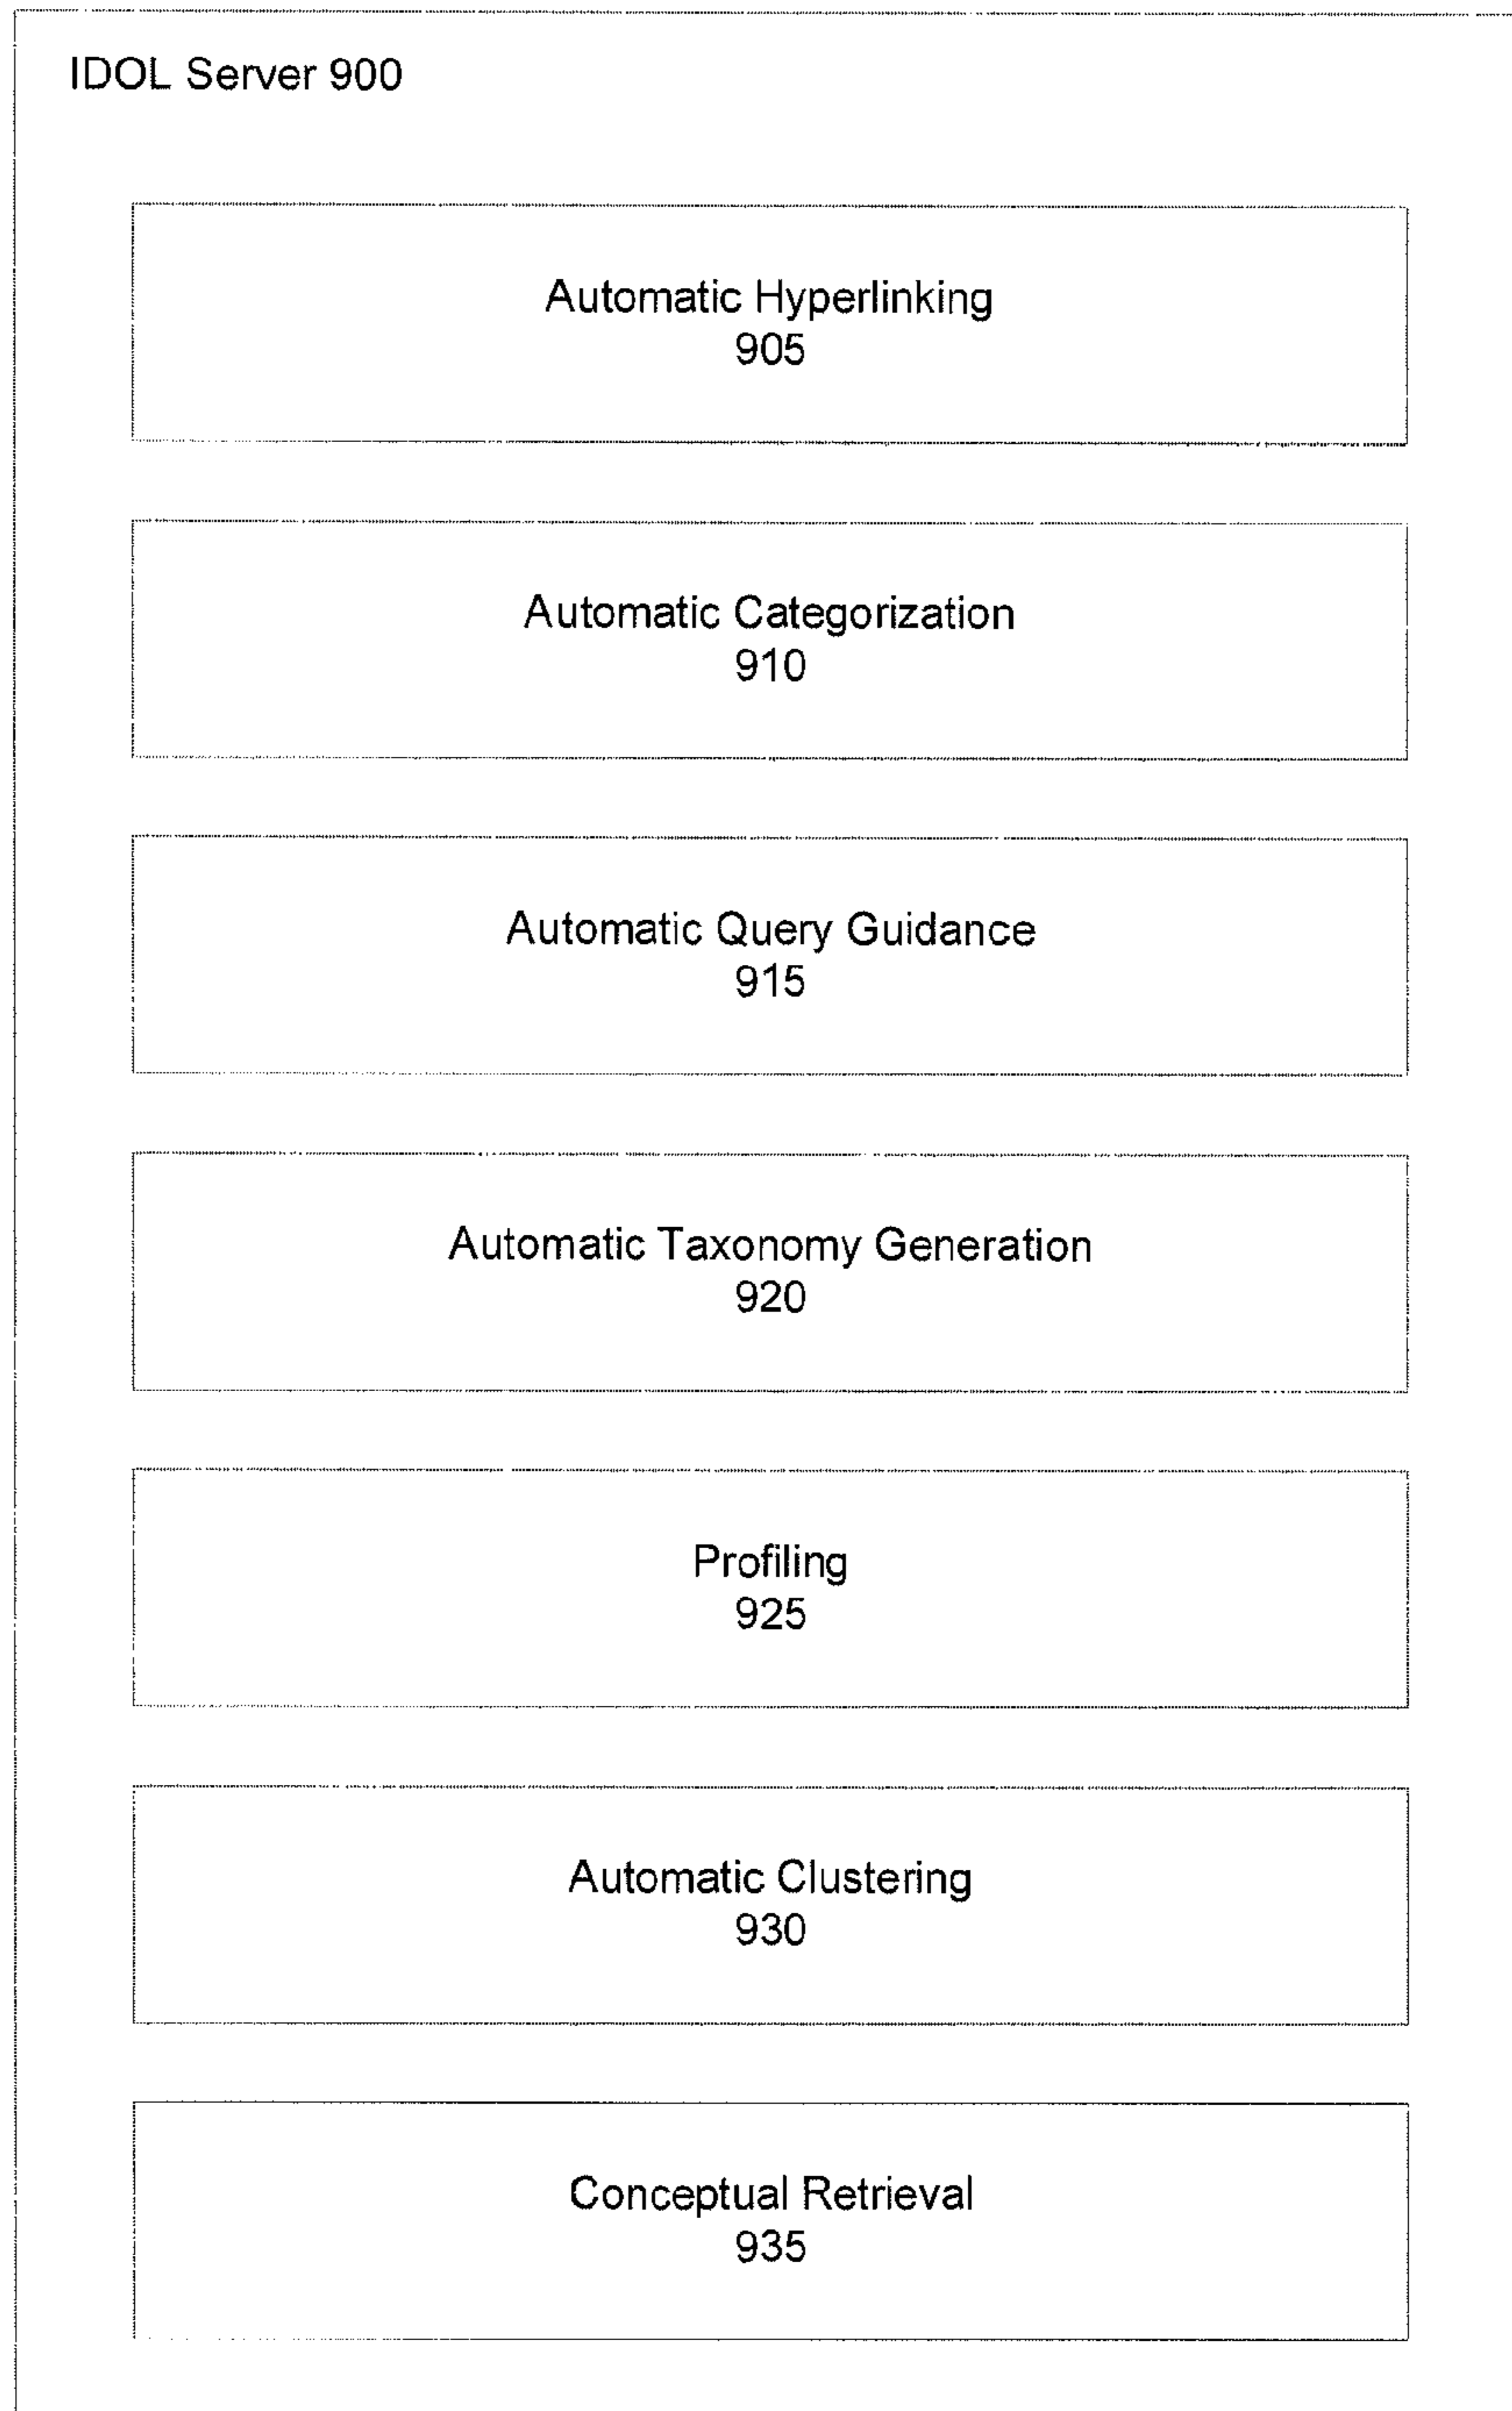 IDOL Server 900
Automatic Hyperlinking
905
Automatic Categorization
910
Automatic Query Guidance
915
Automatic Taxonomy Generation
920
Profiling
925
Automatic Clustering
930
Conceptual Retrieval
935